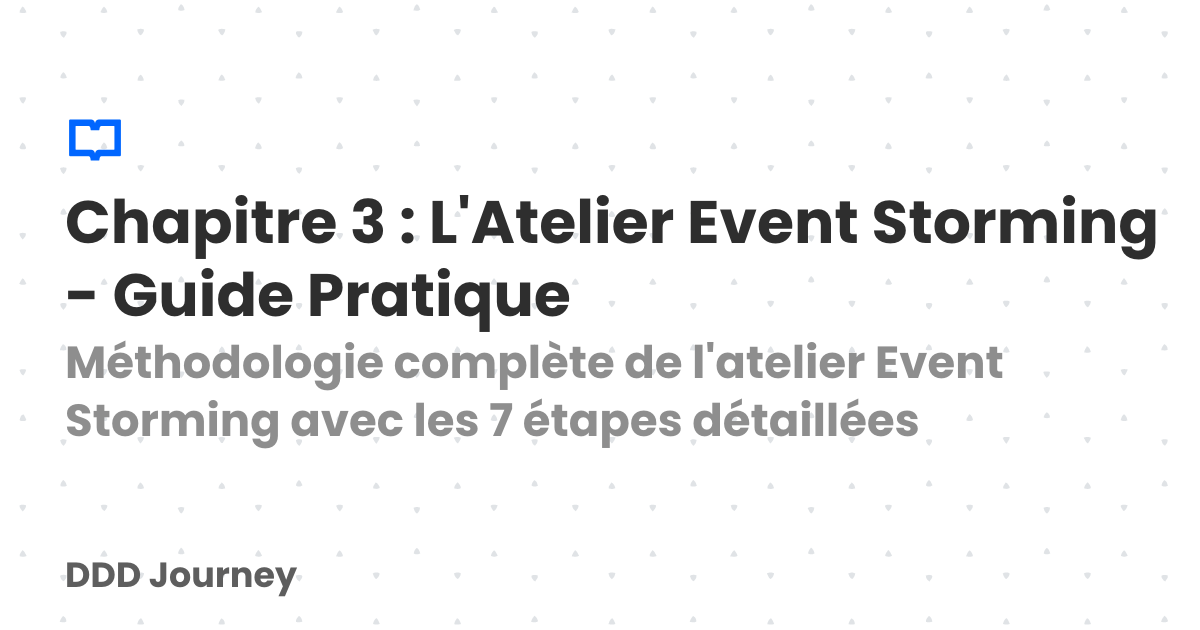 Chapitre 3 : L'Atelier Event Storming
- Guide Pratique
Méthodologie complète de l'atelier Event
Storming avec les 7 étapes détaillées
DDD Journey